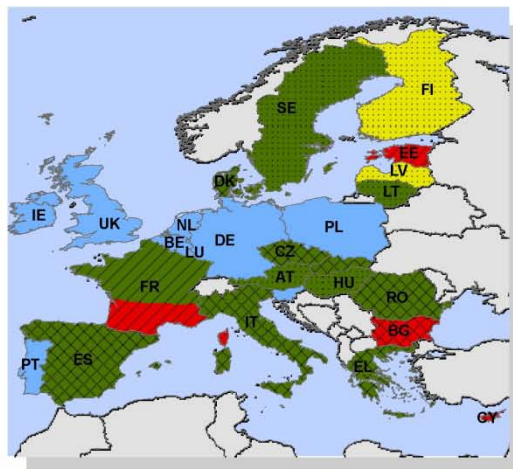 FI
SE
EE
LV
DK
LT
IE
UK
NL
BE
DE
PL
LU
CZ
AT
FR
HU
RO
IT
BG
PT
ES
EL
CY